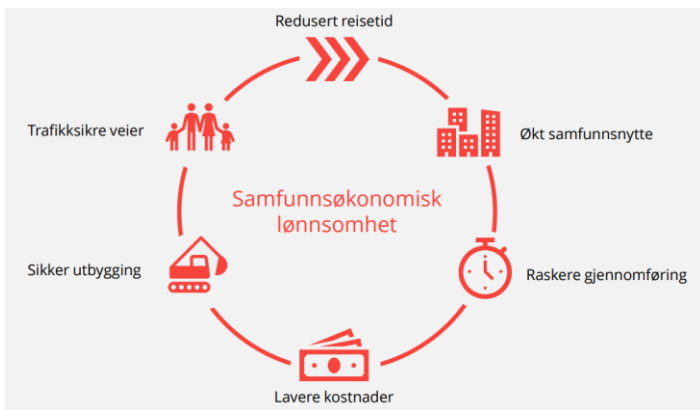 Redusert reisetid
Trafikksikre veier
Økt samfunnsnytte
Samfunnsøkonomisk
lønnsomhet
Sikker utbygging
Raskere gjennomføring
Lavere kostnader